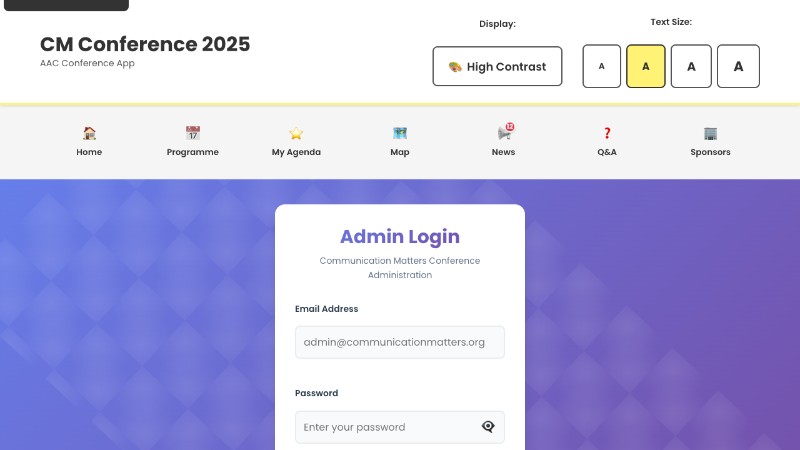 CM Conference 2025
AAC Conference App
Display:
High Contrast
Text Size:
A A A A
Home Programme My Agenda Map News Q&A Sponsors
12
Admin Login
Communication Matters Conference
Administration
Email Address
admin@communicationmatters.org
Password
Enter your password